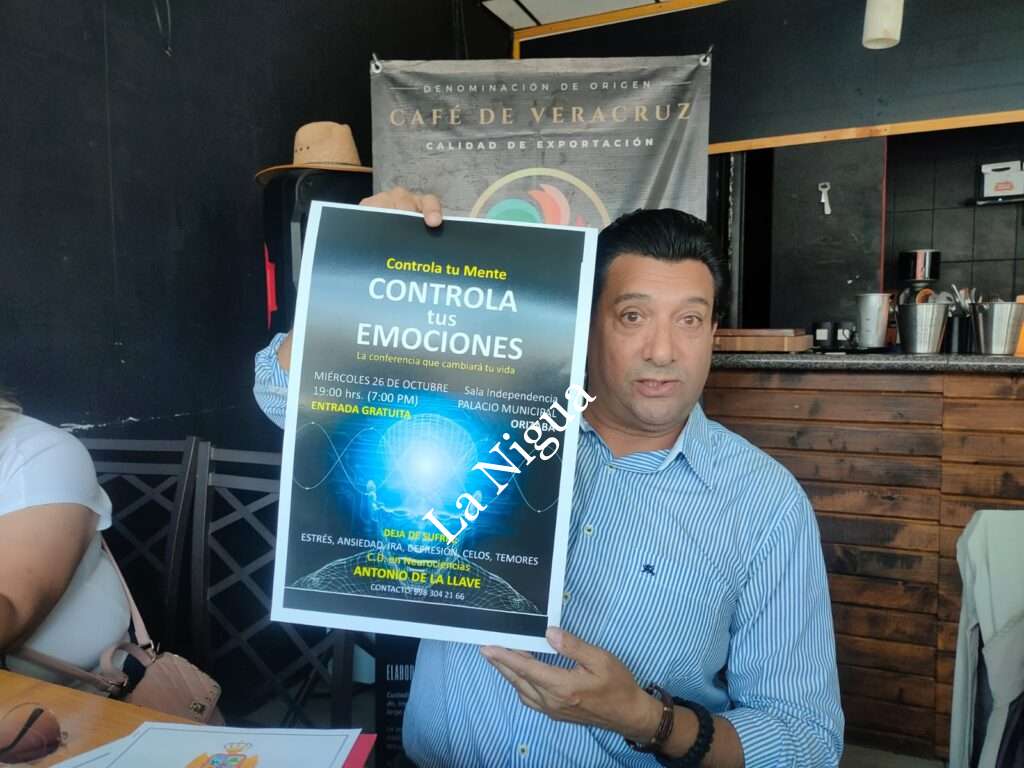 DENOMINACIÓN DE ORIGEN
CAFÉ DE VERACRUZ
CALIDAD DE EXPORTACIÓN
Controla tu Mente
CONTROLA
tus
EMOCIONES
La conferencia que cambiará tu vida
MIÉRCOLES 26 DE OCTUBRE
19:00 hrs. (7:00 PM)
ENTRADA GRATUITA
Sala Independencia
PALACIO MUNICIPAL
ORIZABA
La Nigua
DEJA DE SUFRIR
ESTRÉS, ANSIEDAD, IRA, DEPRESIÓN, CELOS, TEMORES
C.D. en Neurociencias
ANTONIO DE LA LLAVE
CONTACTO: 998 304 21 66